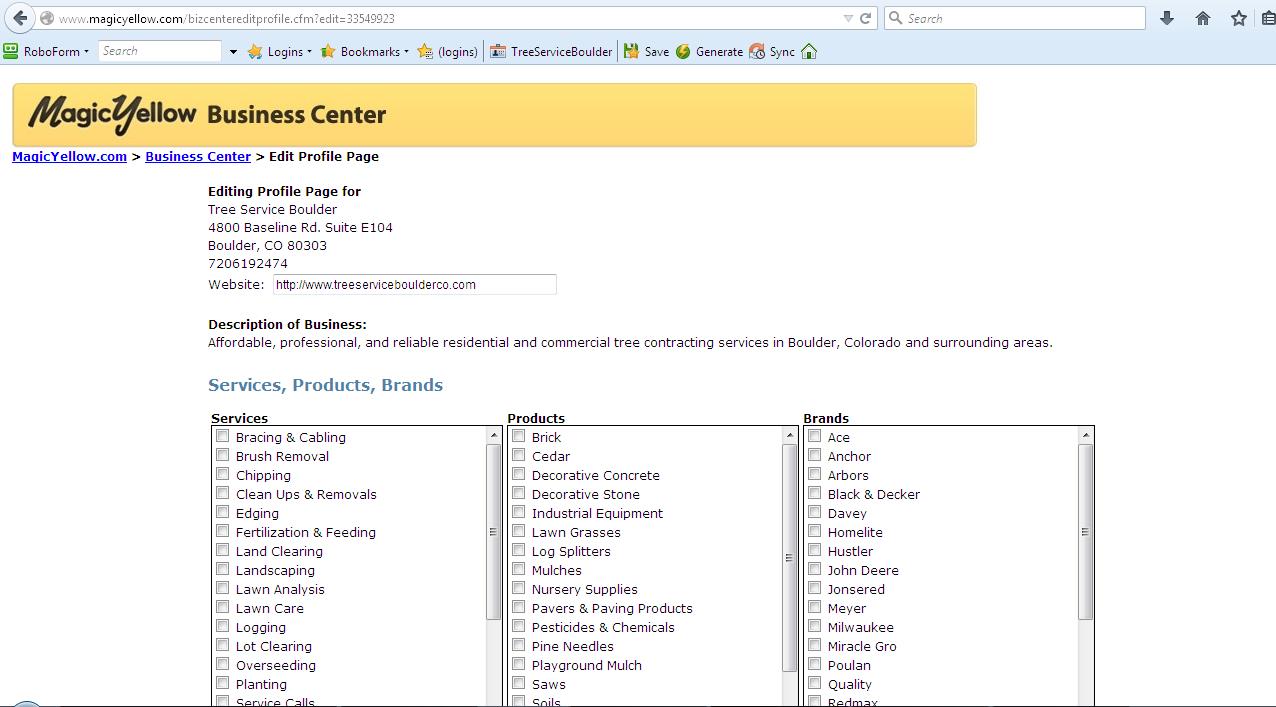 www.magicyellow.com/bizcentereditprofile.cfm?edit=33549923
Search
RoboForm Search Logins Bookmarks (logins) TreeServiceBoulder Save Generate Sync
MagicYellow Business Center
MagicYellow.com > Business Center > Edit Profile Page
Editing Profile Page for
Tree Service Boulder
4800 Baseline Rd. Suite E104
Boulder, CO 80303
7206192474
Website: http://www.treeserviceboulderco.com
Description of Business:
Affordable, professional, and reliable residential and commercial tree contracting services in Boulder, Colorado and surrounding areas.
Services, Products, Brands
Services
Bracing & Cabling
Brush Removal
Chipping
Clean Ups & Removals
Edging
Fertilization & Feeding
Land Clearing
Landscaping
Lawn Analysis
Lawn Care
Logging
Lot Clearing
Overseeding
Planting
Service Calls
Products
Brick
Cedar
Decorative Concrete
Decorative Stone
Industrial Equipment
Lawn Grasses
Log Splitters
Mulches
Nursery Supplies
Pavers & Paving Products
Pesticides & Chemicals
Pine Needles
Playground Mulch
Saws
Soils
Brands
Ace
Anchor
Arbors
Black & Decker
Davey
Homelite
Hustler
John Deere
Jonsered
Meyer
Milwaukee
Miracle Gro
Poulan
Quality
Redmax